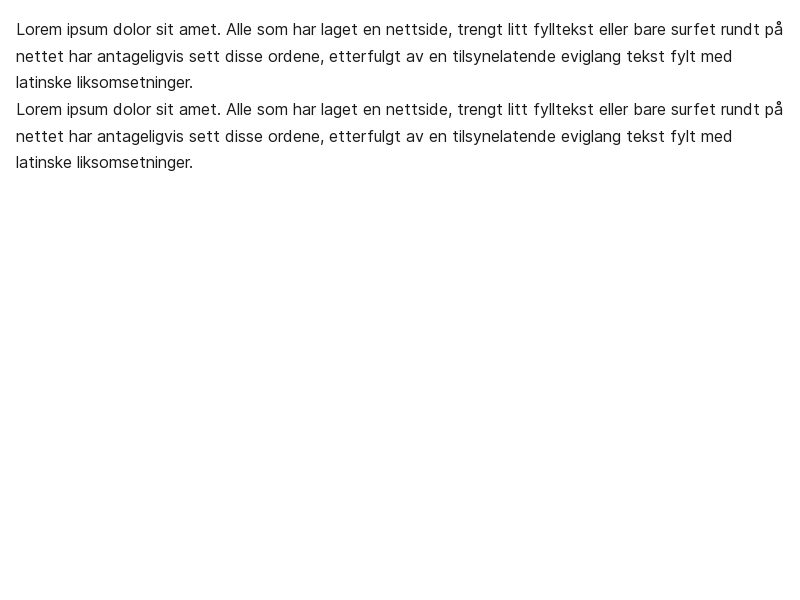 Lorem ipsum dolor sit amet. Alle som har laget en nettside, trengt litt fylltekst eller bare surfet rundt på
nettet har antageligvis sett disse ordene, etterfulgt av en tilsynelatende eviglang tekst fylt med
latinske liksomsetninger.
Lorem ipsum dolor sit amet. Alle som har laget en nettside, trengt litt fylltekst eller bare surfet rundt på
nettet har antageligvis sett disse ordene, etterfulgt av en tilsynelatende eviglang tekst fylt med
latinske liksomsetninger.